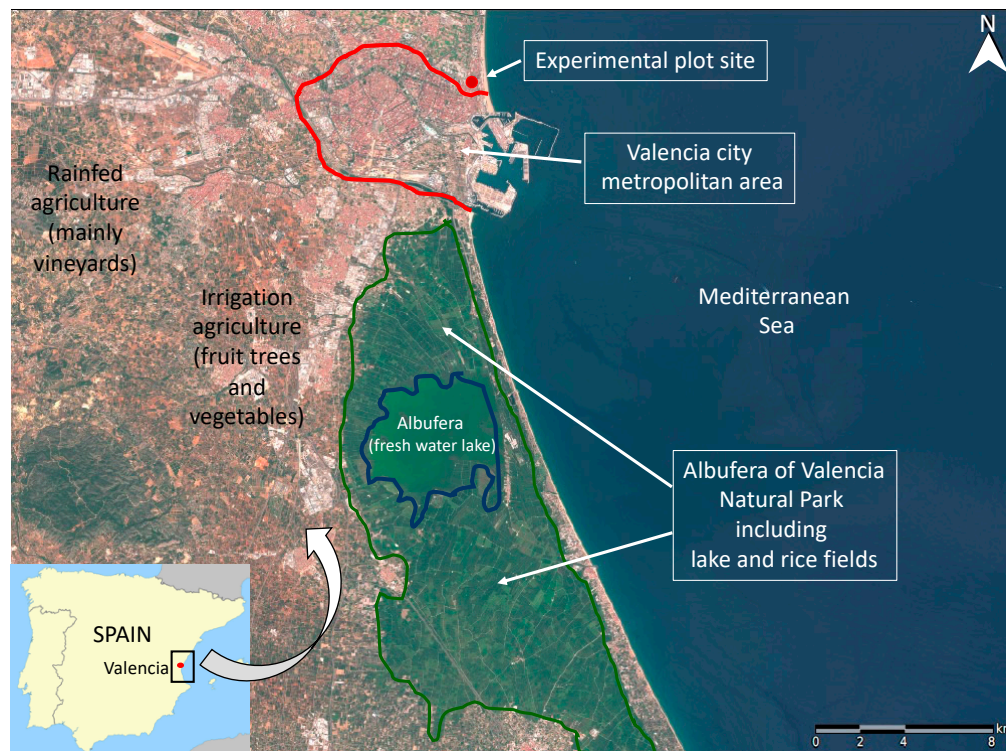 N
Experimental plot site
Valencia city
metropolitan area
Rainfed
agriculture
(mainly
vineyards)
Irrigation
agriculture
(fruit trees
and
vegetables)
Mediterranean
Sea
Albufera
(fresh water lake)
Albufera of Valencia
Natural Park
including
lake and rice fields
SPAIN
Valencia
km
0 2 4 8